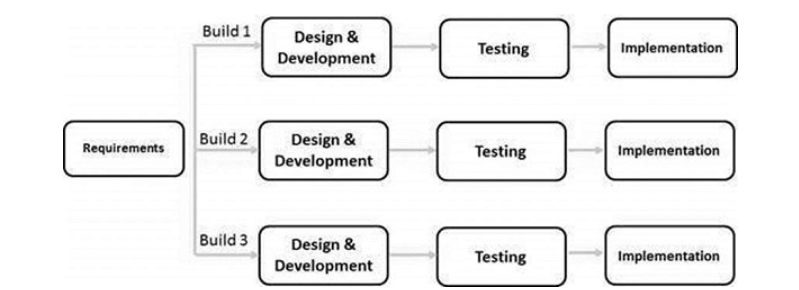 Build 1
Design &
Development
Testing
Implementation
Requirements
Build 2
Design &
Development
Testing
Implementation
Build 3
Design &
Development
Testing
Implementation